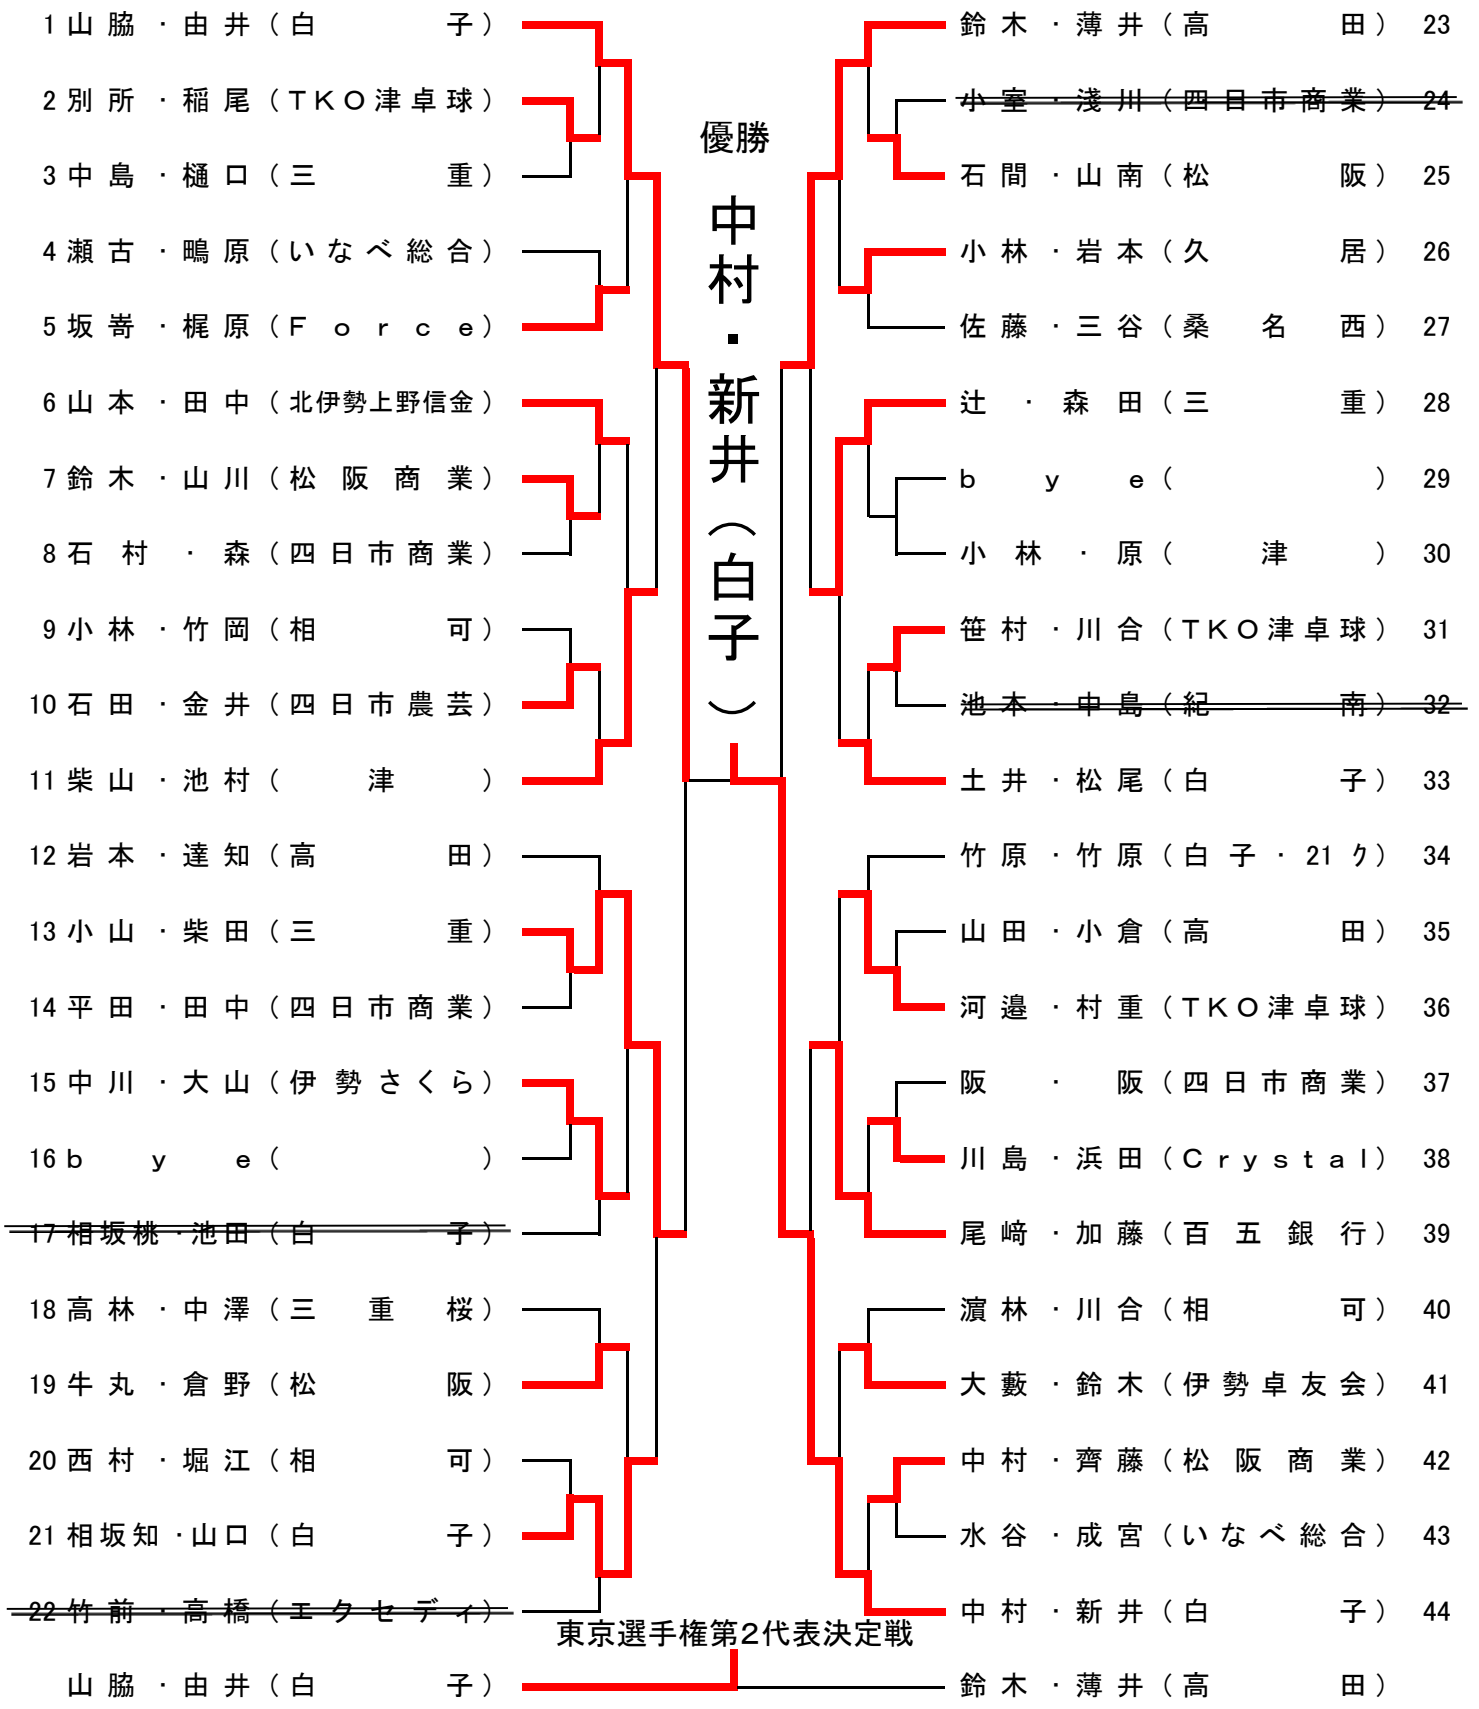 1 山脇・由井(白子)
2 別所・稲尾(TKO津卓球)
3 中島・樋口(三重)
4 瀬古・鴫原(いなべ総合)
5 坂嵜・梶原(Force)
6 山本・田中(北伊勢上野信金)
7 鈴木・山川(松阪商業)
8 石村・森(四日市商業)
9 小林・竹岡(相可)
10 石田・金井(四日市農芸)
11 柴山・池村(津)
12 岩本・達知(高田)
13 小山・柴田(三重)
14 平田・田中(四日市商業)
15 中川・大山(伊勢さくら)
16 bye()
17 相坂桃・池田(白子)
18 高林・中澤(三重桜)
19 牛丸・倉野(松阪)
20 西村・堀江(相可)
21 相坂知・山口(白子)
22 竹前・高橋(エクセディ)
優勝
中村・新井(白子)
鈴木・薄井(高田) 23
小室・淺川(四日市商業) 24
石間・山南(松阪) 25
小林・岩本(久居) 26
佐藤・三谷(桑名西) 27
辻・森田(三重) 28
bye() 29
小林・原(津) 30
笹村・川合(TKO津卓球) 31
池本・中島(紀南) 32
土井・松尾(白子) 33
竹原・竹原(白子・21ク) 34
山田・小倉(高田) 35
河邉・村重(TKO津卓球) 36
阪・阪(四日市商業) 37
川島・浜田(Crystal) 38
尾﨑・加藤(百五銀行) 39
濵林・川合(相可) 40
大藪・鈴木(伊勢卓友会) 41
中村・齊藤(松阪商業) 42
水谷・成宮(いなべ総合) 43
中村・新井(白子) 44
東京選手権第2代表決定戦
山脇・由井(白子)
鈴木・薄井(高田)